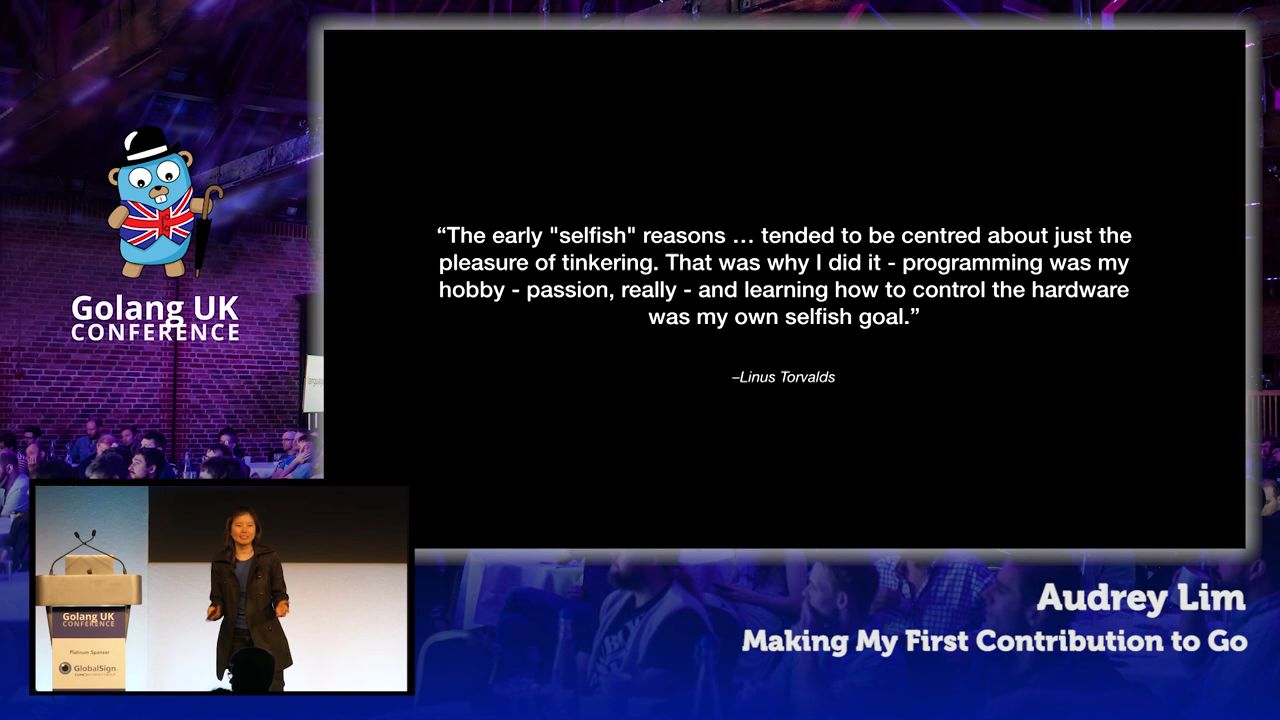 Golang UK
CONFERENCE
“The early "selfish" reasons … tended to be centred about just the
pleasure of tinkering. That was why I did it - programming was my
hobby - passion, really - and learning how to control the hardware
was my own selfish goal.”
–Linus Torvalds
Golang UK
CONFERENCE
Platinum Sponsor
GlobalSign
Audrey Lim
Making My First Contribution to Go